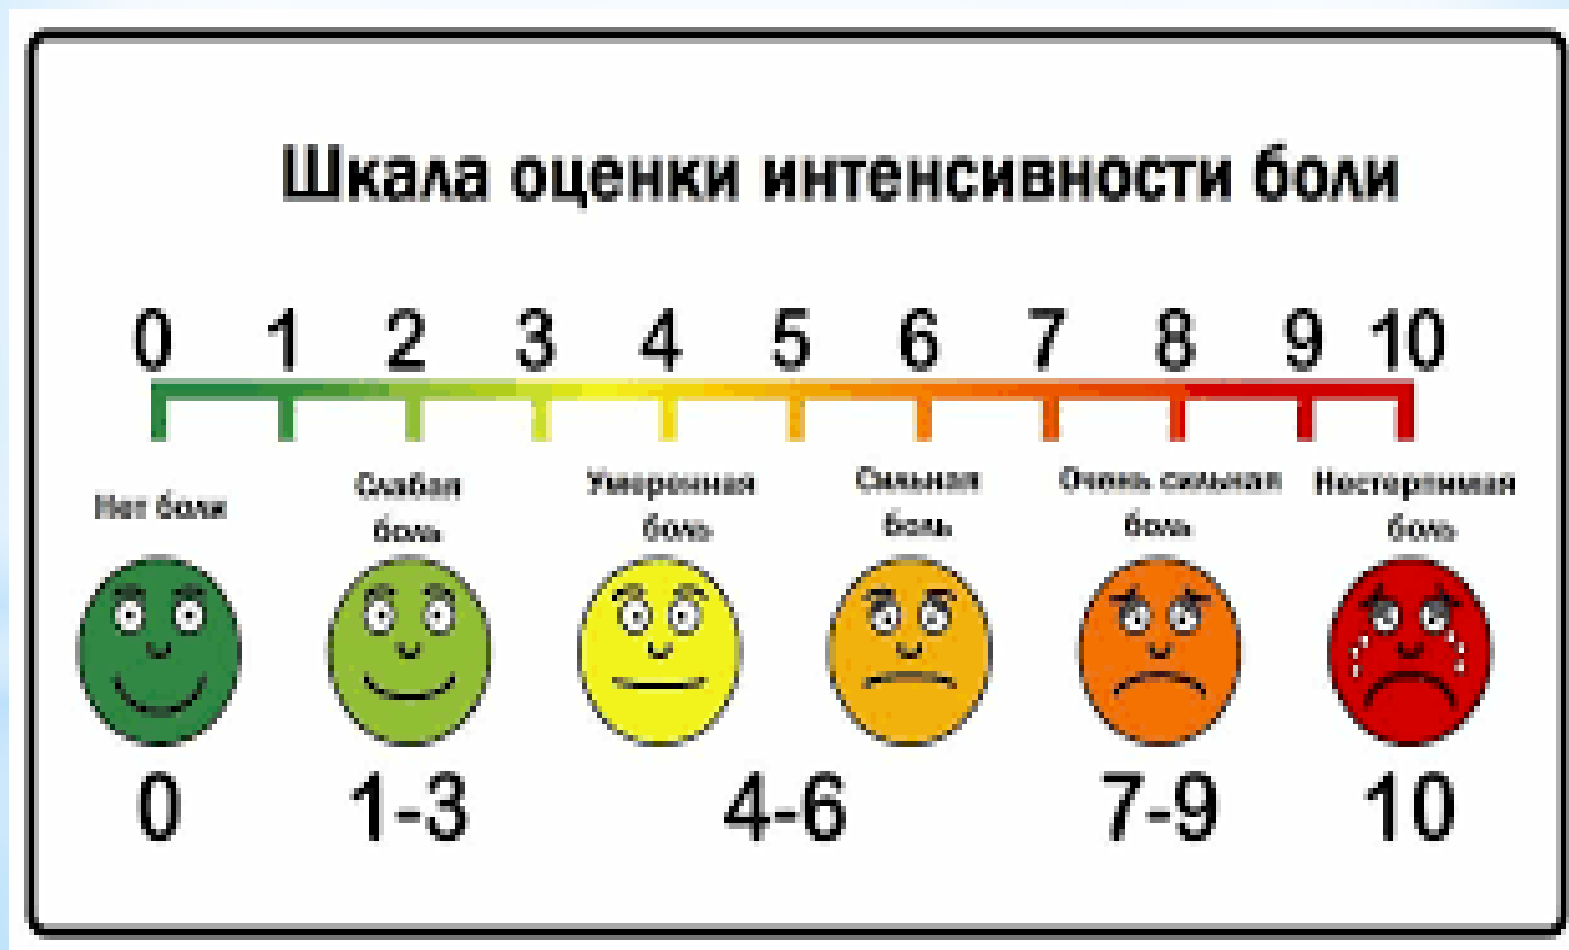 Шкала оценки интенсивности боли
0 1 2 3 4 5 6 7 8 9 10
Нет боли
Слабая
боль
Умеренная
боль
Сильная
боль
Очень сильная
боль
Нестерпимая
боль
0 1-3 4-6 7-9 10